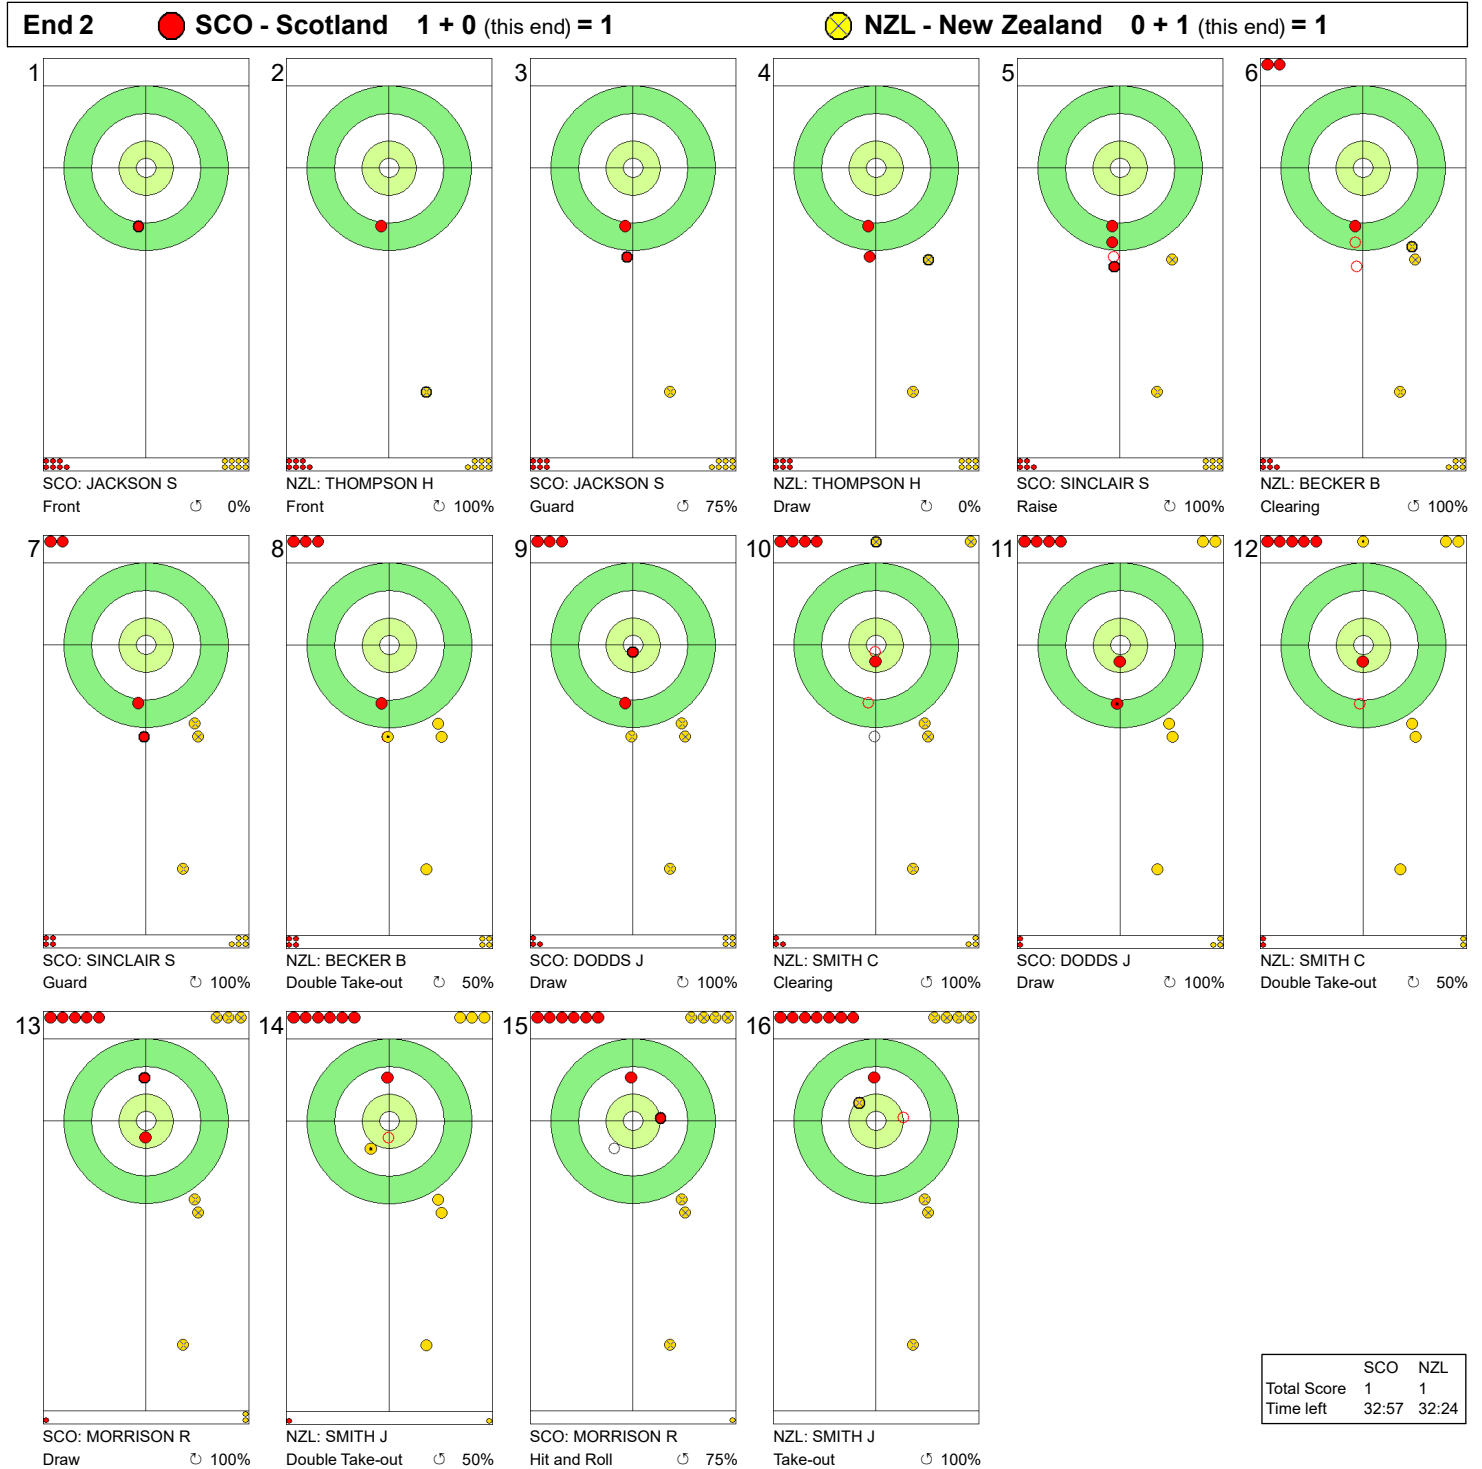 End 2 SCO - Scotland 1 + 0 (this end) = 1 NZL - New Zealand 0 + 1 (this end) = 1
1 2 3 4 5 6
SCO: JACKSON S NZL: THOMPSON H SCO: JACKSON S NZL: THOMPSON H SCO: SINCLAIR S NZL: BECKER B
Front ↺ 0% Front ↻ 100% Guard ↺ 75% Draw ↻ 0% Raise ↻ 100% Clearing ↻ 100%
7 8 9 10 11 12
SCO: SINCLAIR S NZL: BECKER B SCO: DODDS J NZL: SMITH C SCO: DODDS J NZL: SMITH C
Guard ↻ 100% Double Take-out ↻ 50% Draw ↻ 100% Clearing ↺ 100% Draw ↺ 100% Double Take-out ↻ 50%
13 14 15 16
SCO: MORRISON R NZL: SMITH J SCO: MORRISON R NZL: SMITH J
Draw ↻ 100% Double Take-out ↺ 50% Hit and Roll ↺ 75% Take-out ↺ 100%
SCO NZL
Total Score 1 1
Time left 32:57 32:24